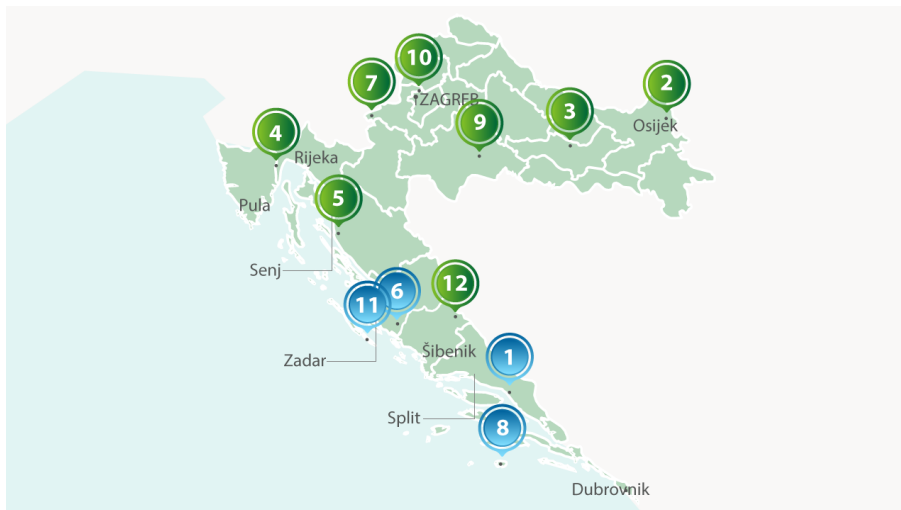 10
7
2
ZAGREB
3
9
Osijek
4
Rijeka
5
Pula
Senj
12
6
11
Šibenik
Zadar
1
Split
8
Dubrovnik